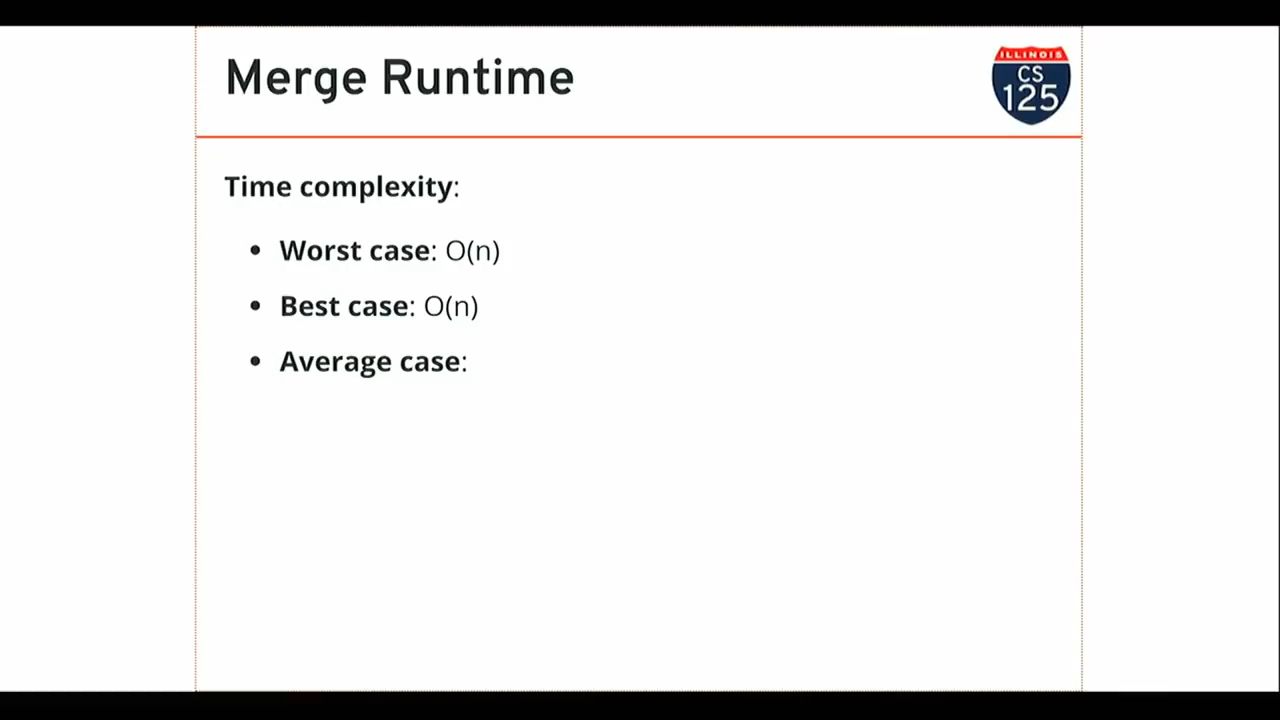 Merge Runtime
ILLINOIS
CS
125
Time complexity:
• Worst case: O(n)
• Best case: O(n)
• Average case: